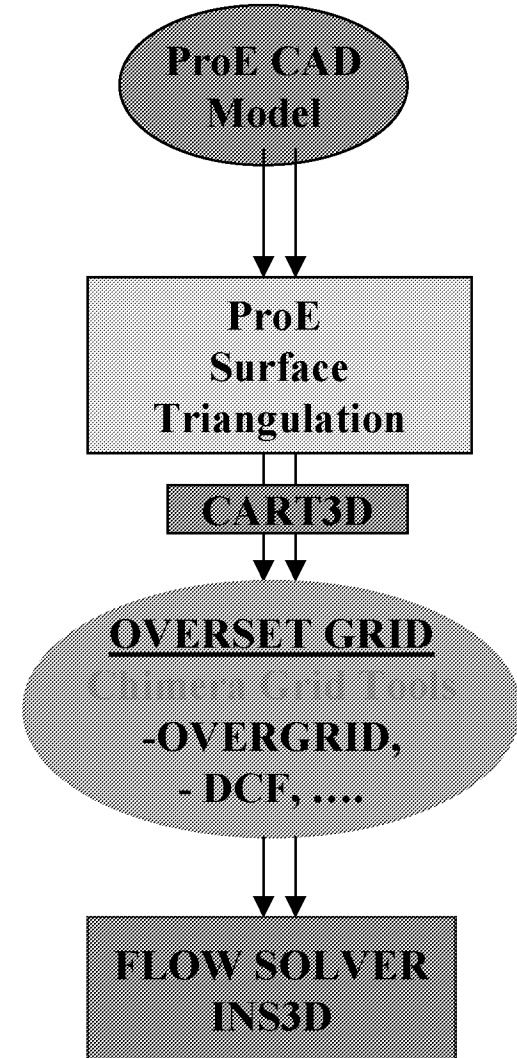 ProE CAD
Model
ProE
Surface
Triangulation
CART3D
OVERSET GRID
Chimera Grid Tools
-OVERGRID,
- DCF, ....
FLOW SOLVER
INS3D